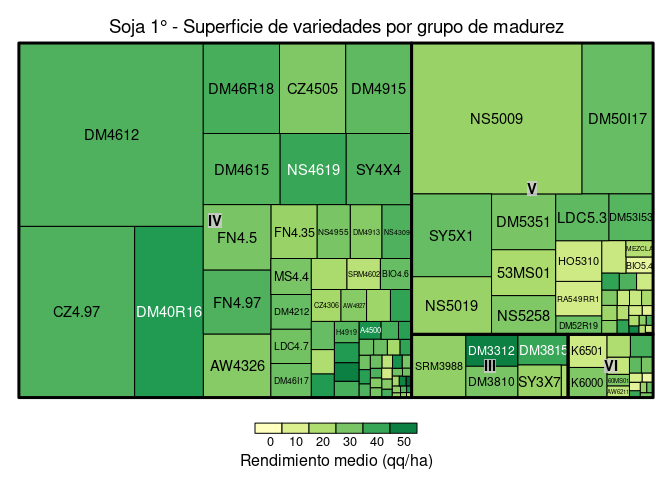 Soja 1° - Superficie de variedades por grupo de madurez
DM4612
CZ4.97
DM40R16
DM46R18
CZ4505
DM4915
DM4615
NS4619
SY4X4
IV
FN4.5
FN4.35
NS4955
DM4913
NS4309
FN4.97
MS4.4
SRM4602
BIO4.6
DM4212
CZ4306
AW4927
AW4326
LDC4.7
H4919
A4500
DM46I17
NS5009
DM50I17
V
SY5X1
DM5351
LDC5.3
DM53I53
53MS01
HO5310
MEZCLA
BIO5.4
NS5019
NS5258
RA549RR1
DM52R19
SRM3988
DM3312
DM3815
III
DM3810
SY3X7
K6501
VI
K6000
60MS01
AW6211
0 10 20 30 40 50
Rendimiento medio (qq/ha)